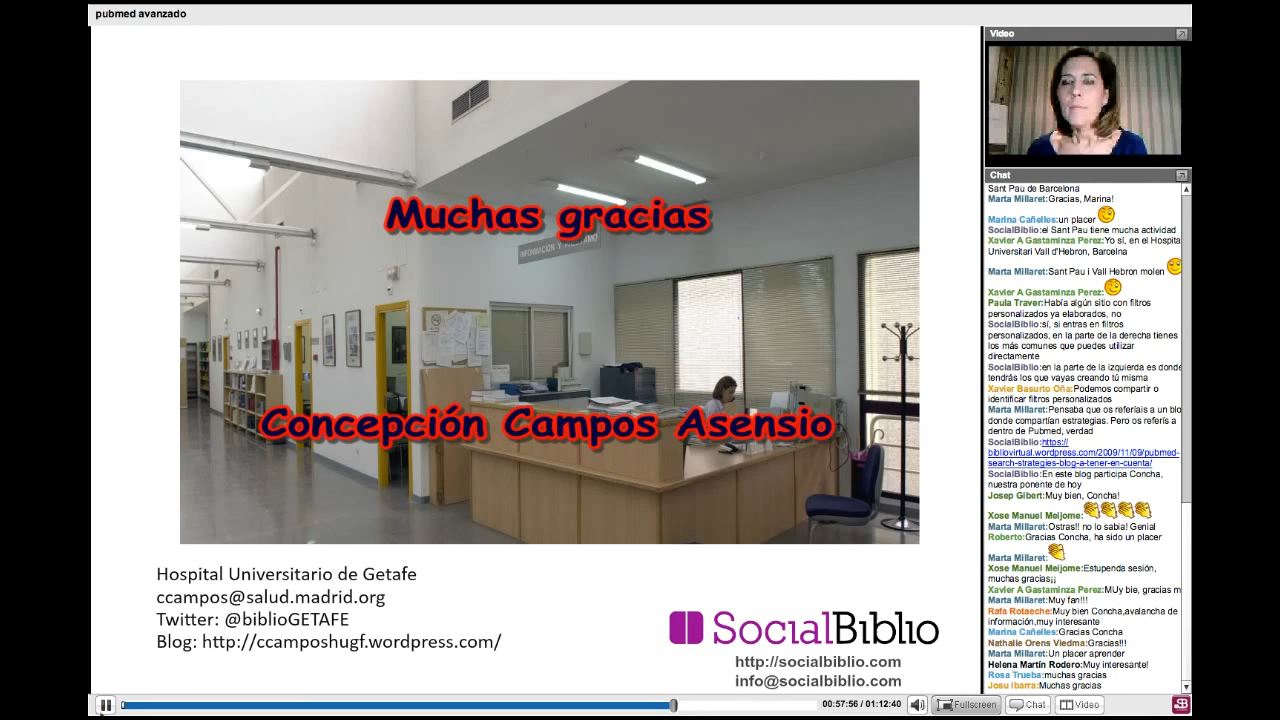 pubmed avanzado
Muchas gracias
INFORMACIÓN Y PRÉSTAMO
Concepción Campos Asensio
Hospital Universitario de Getafe
ccampos@salud.madrid.org
Twitter: @biblioGETAFE
Blog: http://ccamposhugf.wordpress.com/
SocialBiblio
http://socialbiblio.com
info@socialbiblio.com
Video
Chat
Sant Pau de Barcelona
Marta Millaret:Gracias, Marina!
Marina Cañelles:un placer
SocialBiblio:el Sant Pau tiene mucha actividad
Xavier A Gastaminza Perez:Yo sí, en el Hospita
Universitari Vall d'Hebron, Barcelna
Marta Millaret:Sant Pau i Vall Hebron molen
Xavier A Gastaminza Perez:
Paula Traver:Había algún sitio con filtros
personalizados ya elaborados, no
SocialBiblio:sí, si entras en filtros
personalizados, en la parte de la derecha tienes
los más comunes que puedes utilizar
directamente
SocialBiblio:en la parte de la izquierda es donde
tendrás los que vayas creando tú misma
Xavier Basurto Oña:Podemos compartir o
identificar filtros personalizados
Marta Millaret:Pensaba que os referíais a un blo
donde compartían estrategias. Pero os referís a
dentro de Pubmed, verdad
SocialBiblio:https://
bibliovirtual.wordpress.com/2009/11/09/pubmed-
search-strategies-blog-a-tener-en-cuenta/
SocialBiblio:En este blog participa Concha,
nuestra ponente de hoy
Josep Gibert:Muy bien, Concha!
Xose Manuel Meijome:
Marta Millaret:Ostras!! no lo sabia! Genial
Roberto:Gracias Concha, ha sido un placer
Marta Millaret:
Xose Manuel Meijome:Estupenda sesión,
muchas gracias¡¡
Xavier A Gastaminza Perez:MUy bie, gracias m
Marta Millaret:Muy fan!!!
Rafa Rotaeche:Muy bien Concha,avalancha de
información,muy interesante
Marina Cañelles:Gracias Concha
Nathalie Orens Viedma:Gracias!!!
Marta Millaret:Un placer aprender
Helena Martín Rodero:Muy interesante!
Rosa Trueba:muchas gracias
Josu ibarra:Muchas gracias
00:57:56 / 01:12:40
Fullscreen
Chat
Video
SB